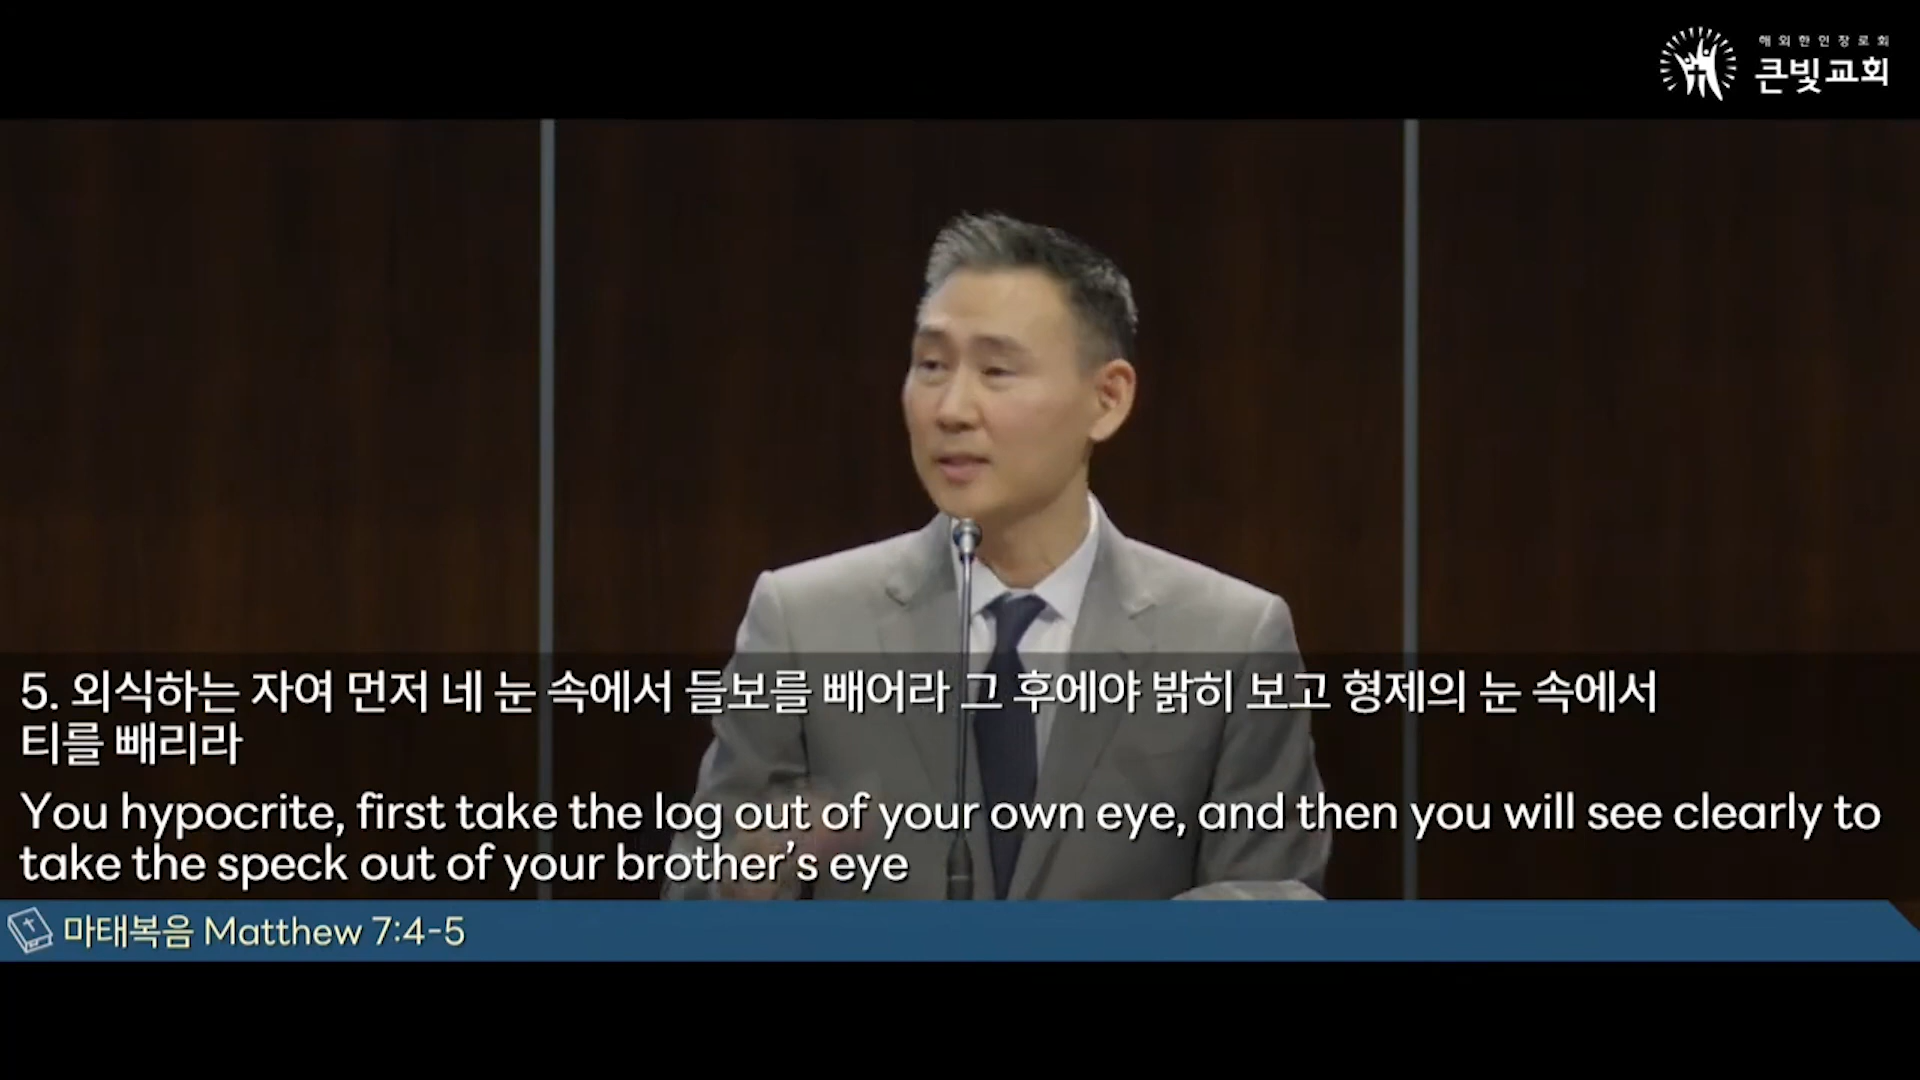 해외한인장로회
큰빛교회
5. 외식하는 자여 먼저 네 눈 속에서 들보를 빼어라 그 후에야 밝히 보고 형제의 눈 속에서
티를 빼리라
You hypocrite, first take the log out of your own eye, and then you will see clearly to
take the speck out of your brother’s eye
마태복음 Matthew 7:4-5